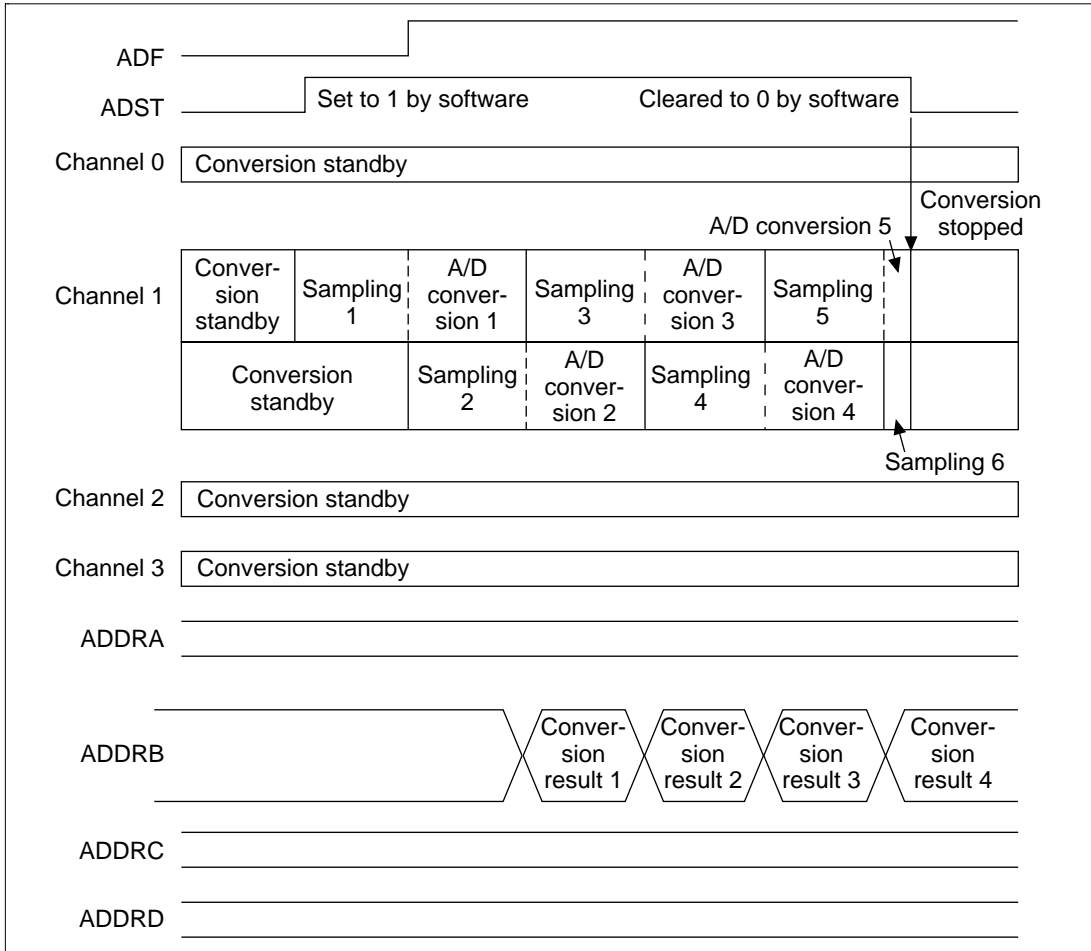 ADF
ADST
Set to 1 by software
Cleared to 0 by software
Channel 0
Conversion standby
Conversion
stopped
A/D conversion 5
Channel 1
Conver-
sion
standby
Sampling
1
A/D
conver-
sion 1
Sampling
3
A/D
conver-
sion 3
Sampling
5
Conversion
standby
Sampling
2
A/D
conver-
sion 2
Sampling
4
A/D
conver-
sion 4
Sampling 6
Channel 2
Conversion standby
Channel 3
Conversion standby
ADDRA
ADDRB
Conver-
sion
result 1
Conver-
sion
result 2
Conver-
sion
result 3
Conver-
sion
result 4
ADDRC
ADDRD